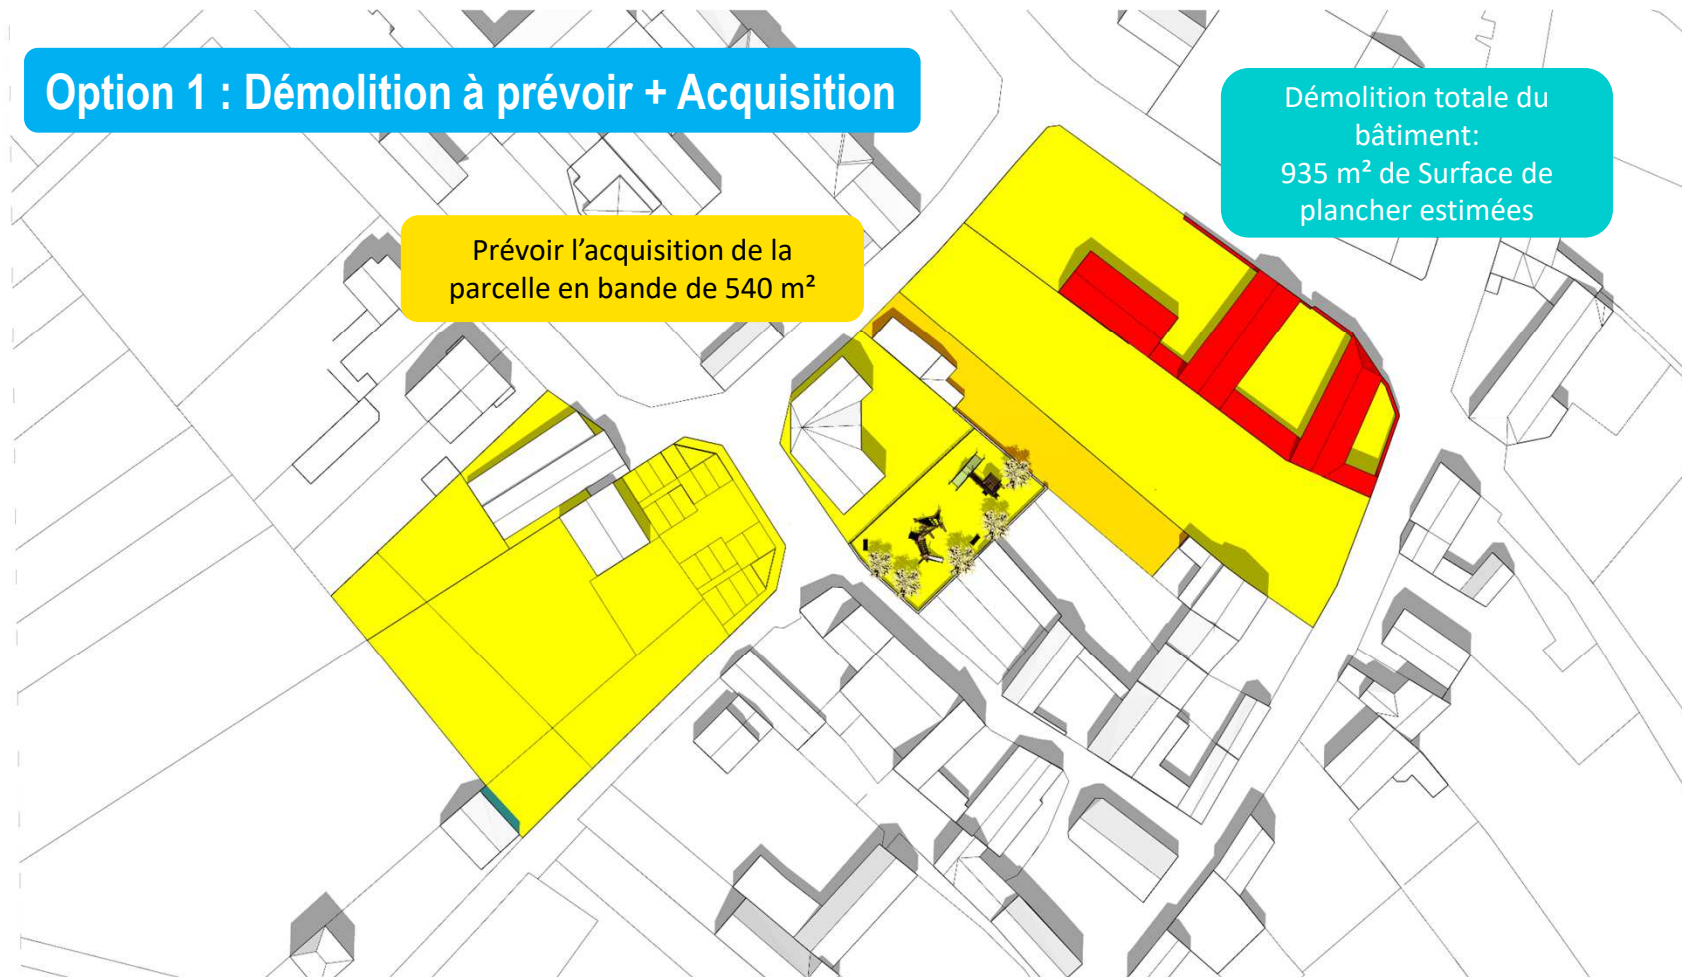 Option 1 : Démolition à prévoir + Acquisition
Démolition totale du
bâtiment:
935 m² de Surface de
plancher estimées
Prévoir l’acquisition de la
parcelle en bande de 540 m²